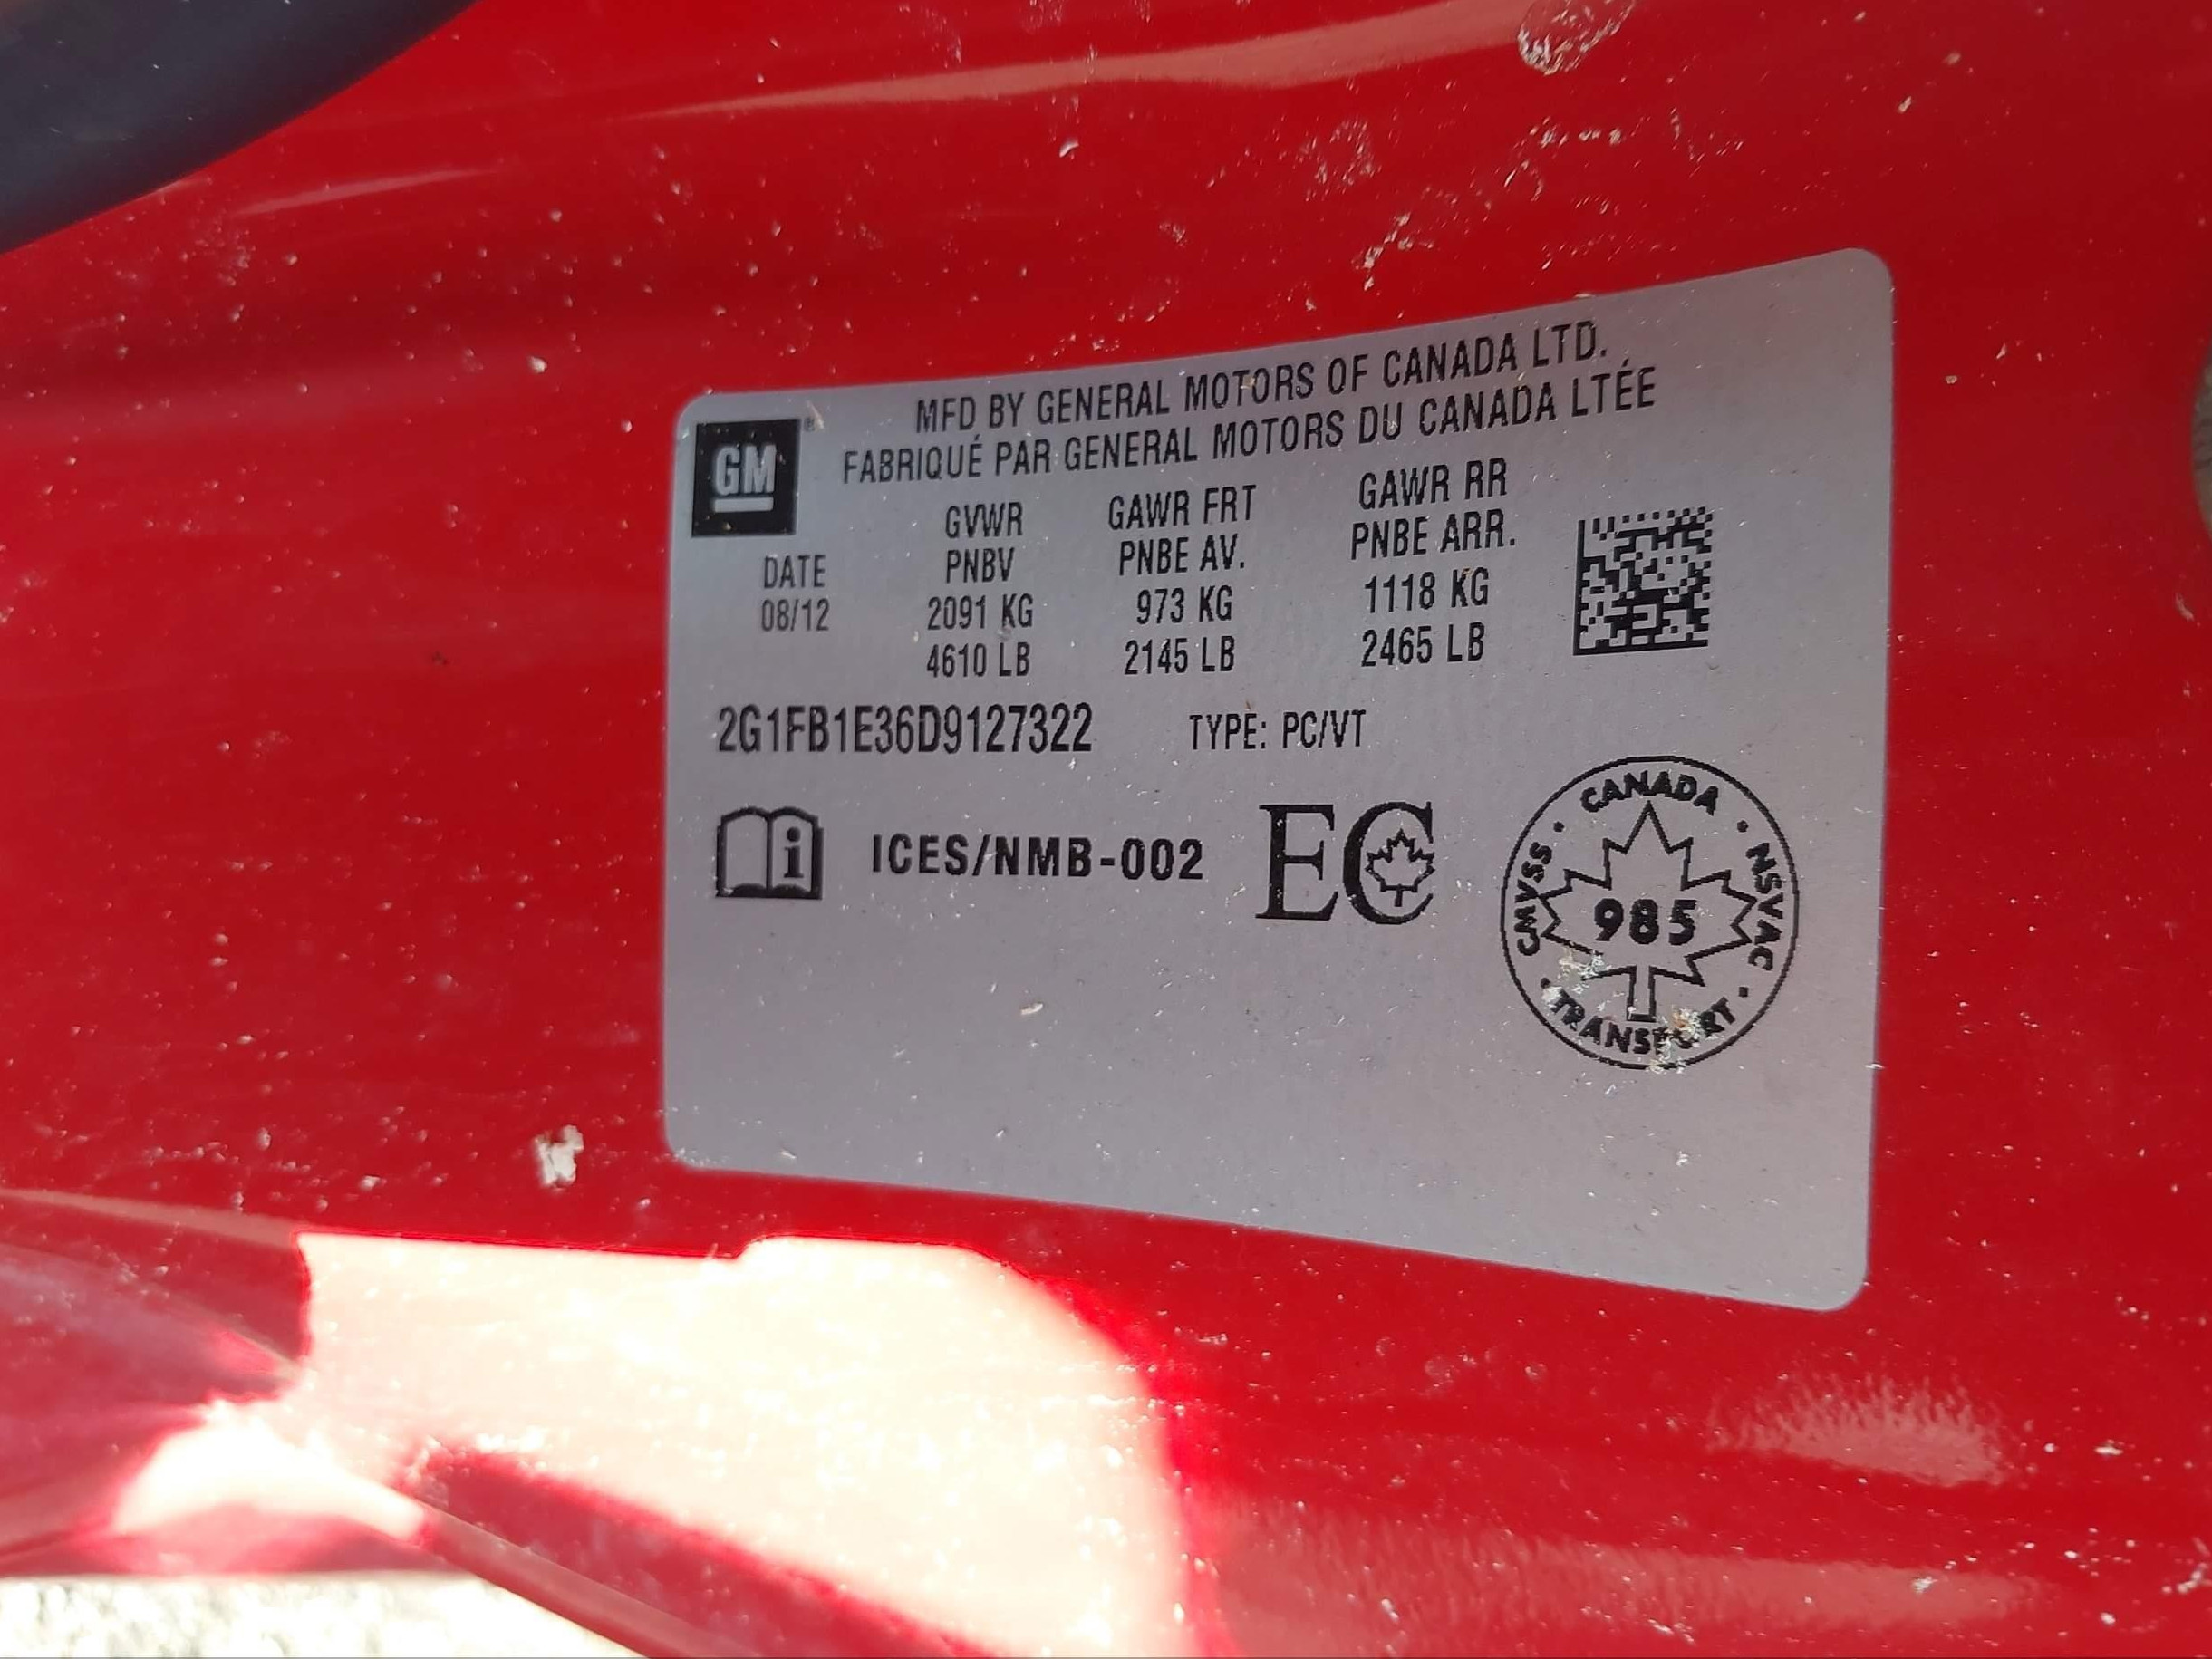 MFD BY GENERAL MOTORS OF CANADA LTD.
FABRIQUÉ PAR GENERAL MOTORS DU CANADA LTÉE
GM®
GVWR GAWR FRT GAWR RR
DATE PNBV PNBE AV. PNBE ARR.
08/12 2091 KG 973 KG 1118 KG
4610 LB 2145 LB 2465 LB
2G1FB1E36D9127322 TYPE: PC/VT
i ICES/NMB-002 EC
CANADA · NSVAC · TRANSPORT · CMVSS ·
985